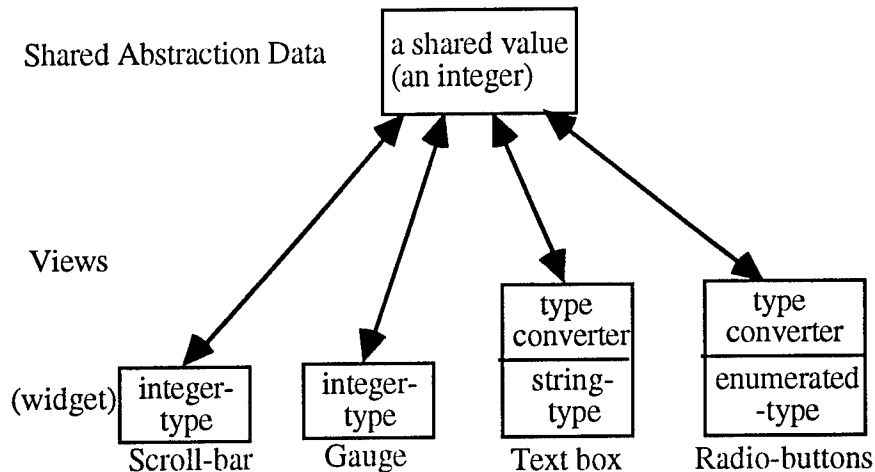 Shared Abstraction Data
a shared value
(an integer)
Views
(widget)
integer-
type
Scroll-bar
integer-
type
Gauge
type
converter
string-
type
Text box
type
converter
enumerated
-type
Radio-buttons